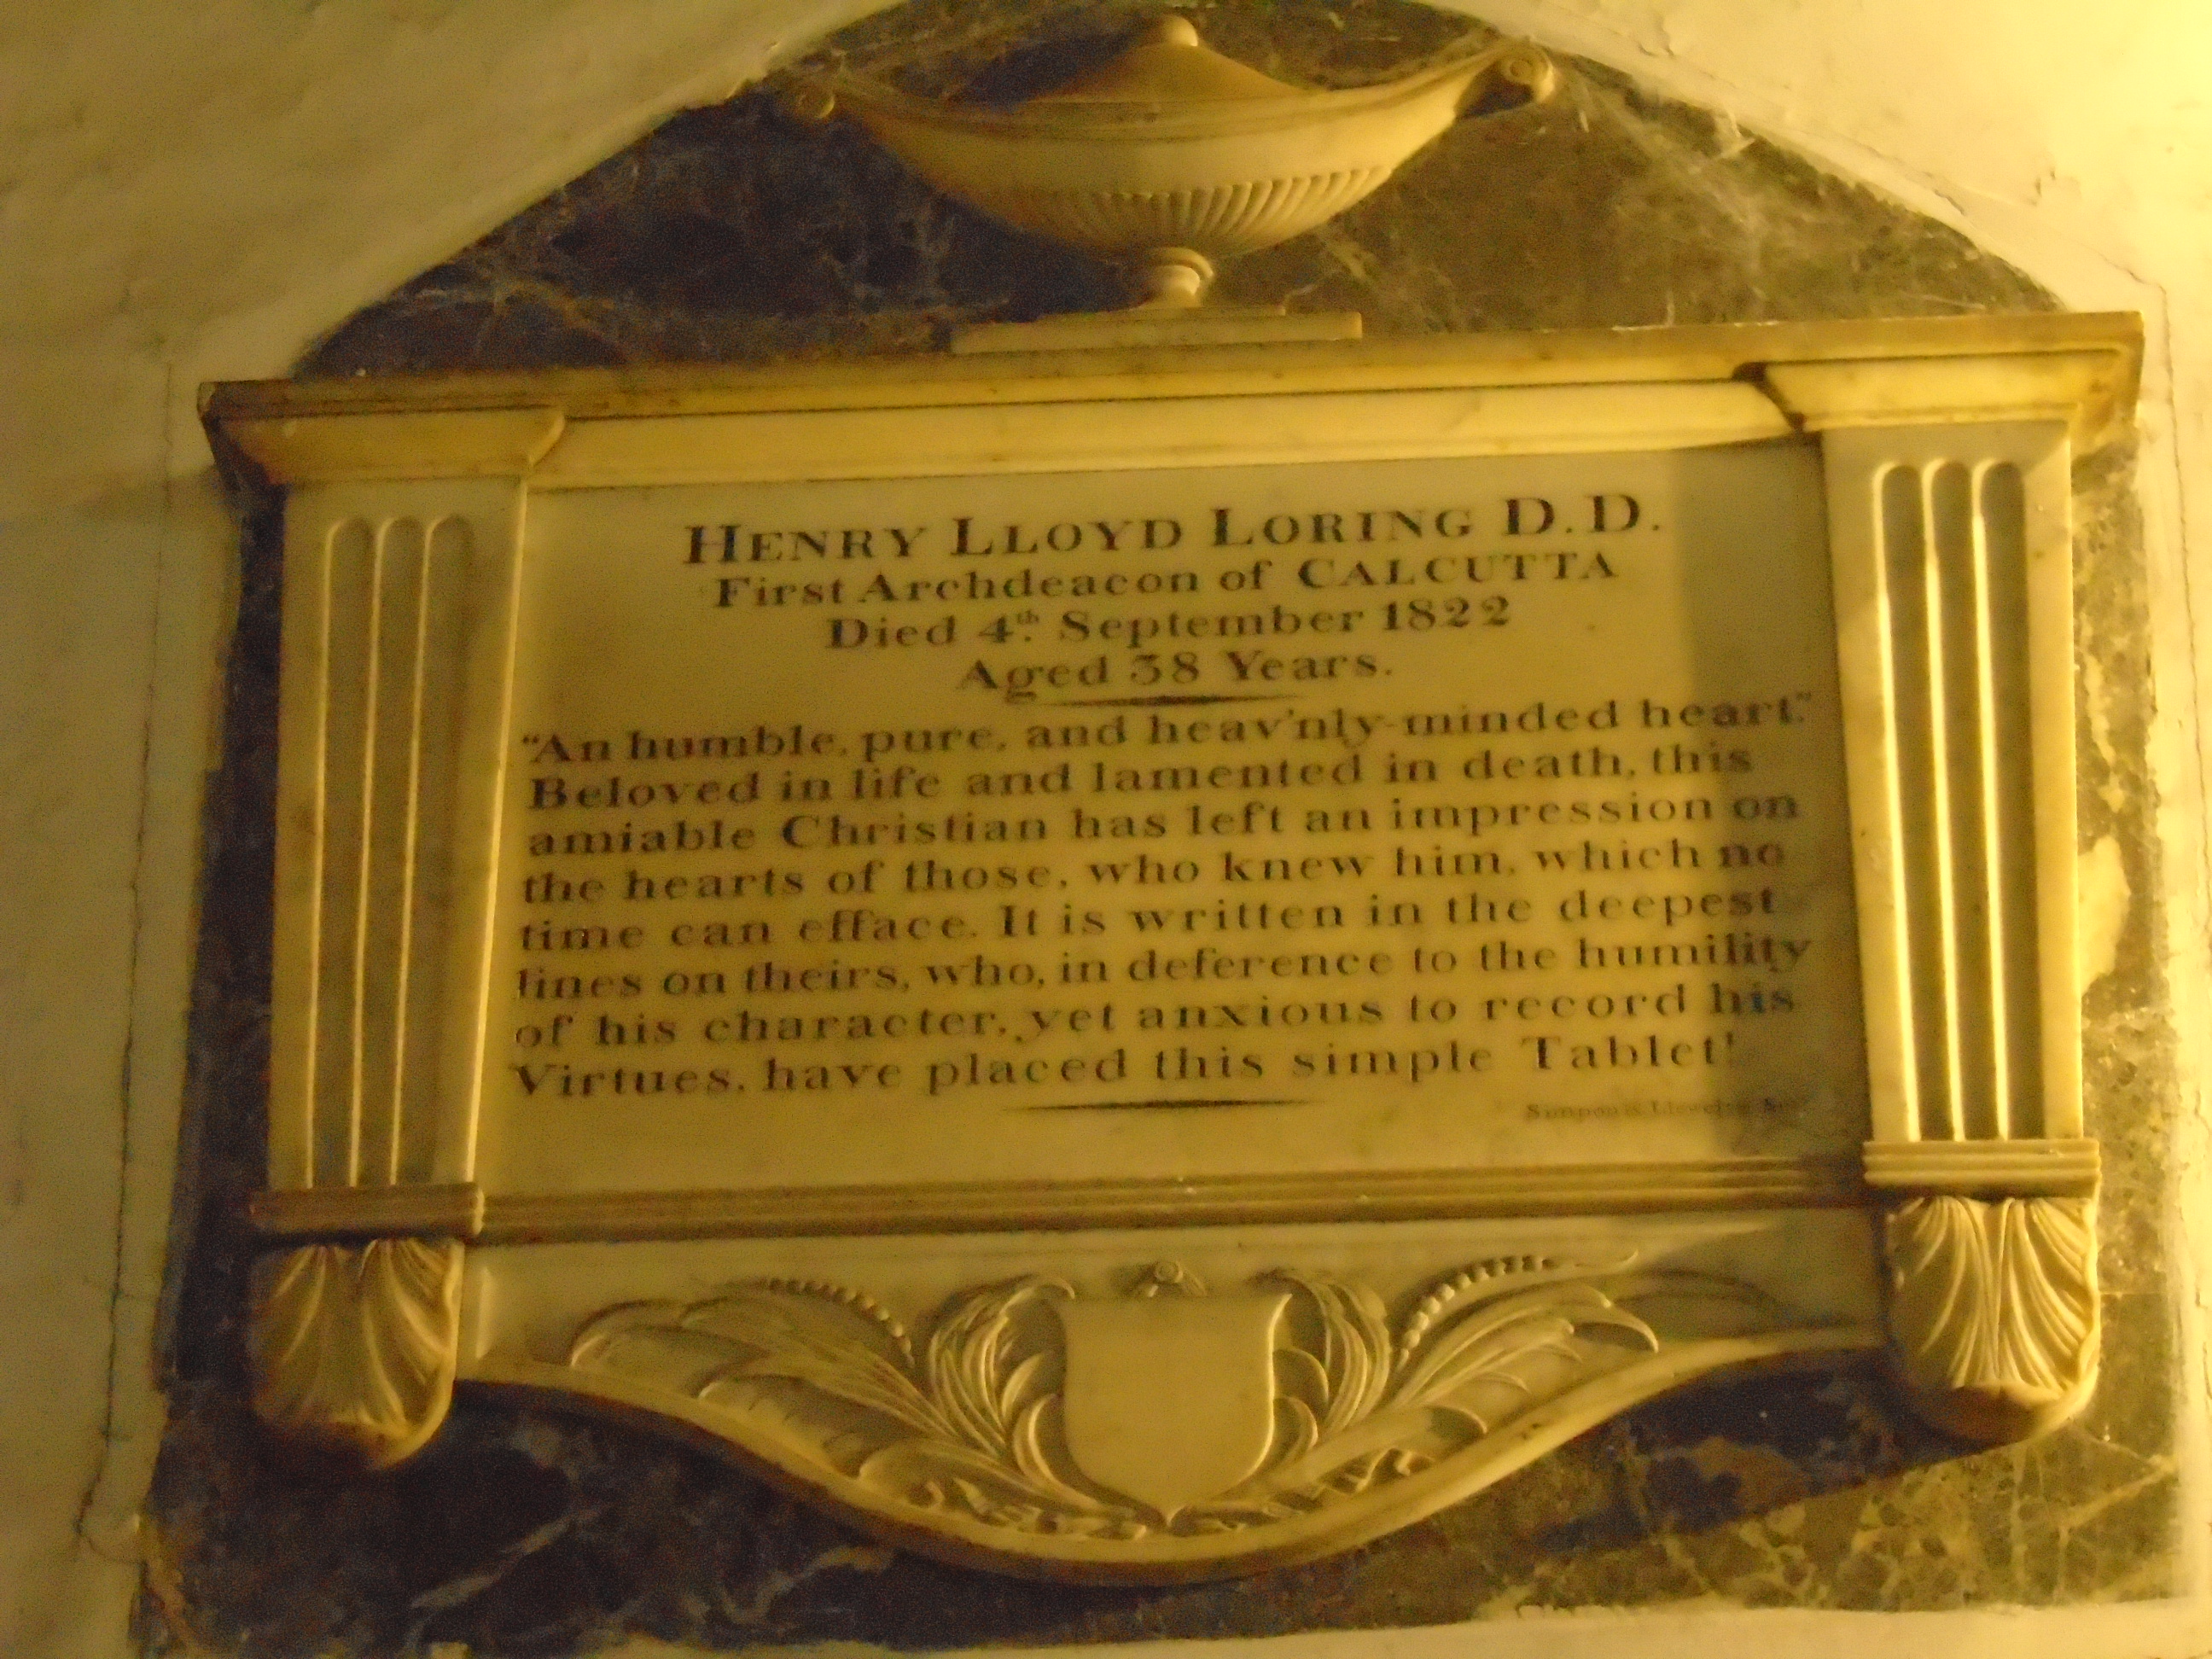 HENRY LLOYD LORING D.D.
First Archdeacon of CALCUTTA
Died 4th September 1822
Aged 38 Years.
"An humble, pure, and heav'nly-minded heart."
Beloved in life and lamented in death, this
amiable Christian has left an impression on
the hearts of those, who knew him, which no
time can efface. It is written in the deepest
lines on theirs, who, in deference to the humility
of his character, yet anxious to record his
Virtues, have placed this simple Tablet!